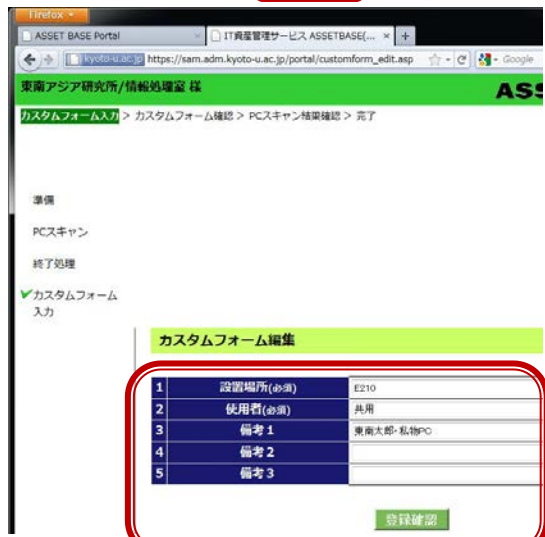 Firefox
ASSET BASE Portal
IT資産管理サービス ASSETBASE(... × +
kyoto-u.ac.jp https://sam.adm.kyoto-u.ac.jp/portal/customform_edit.asp
Google
東南アジア研究所/情報処理室 様
ASS
カスタムフォーム入力 > カスタムフォーム確認 > PCスキャン結果確認 > 完了
準備
PCスキャン
終了処理
カスタムフォーム
入力
カスタムフォーム編集
1 設置場所(必須) E210
2 使用者(必須) 共用
3 備考1 東南太郎・私物PC
4 備考2
5 備考3
登録確認